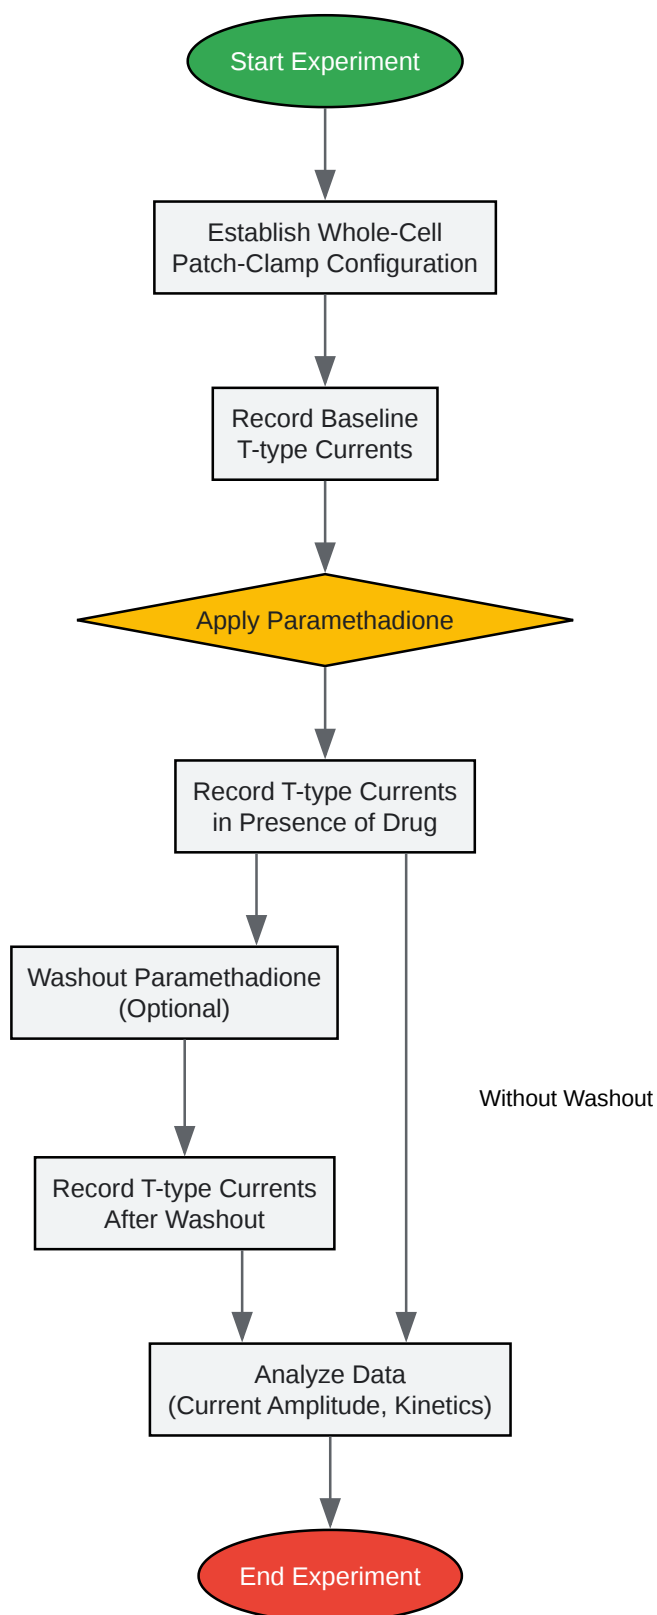 Start Experiment
Establish Whole-Cell
Patch-Clamp Configuration
Record Baseline
T-type Currents
Apply Paramethadione
Record T-type Currents
in Presence of Drug
Washout Paramethadione
(Optional)
Without Washout
Record T-type Currents
After Washout
Analyze Data
(Current Amplitude, Kinetics)
End Experiment